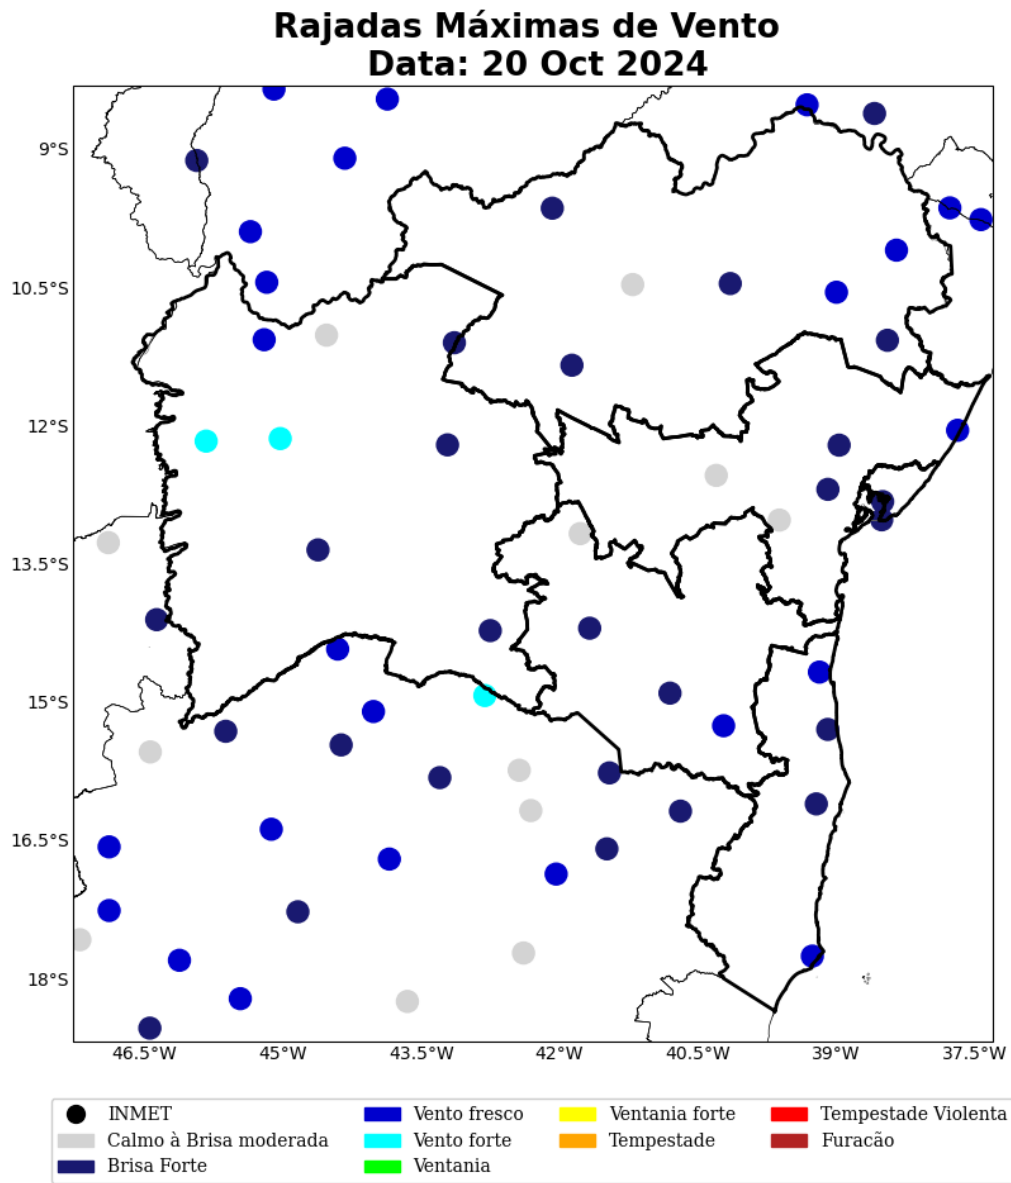 Rajadas Máximas de Vento
Data: 20 Oct 2024
9°S
10.5°S
12°S
13.5°S
15°S
16.5°S
18°S
46.5°W 45°W 43.5°W 42°W 40.5°W 39°W 37.5°W
INMET Vento fresco Ventania forte Tempestade Violenta
Calmo à Brisa moderada Vento forte Tempestade Furacão
Brisa Forte Ventania